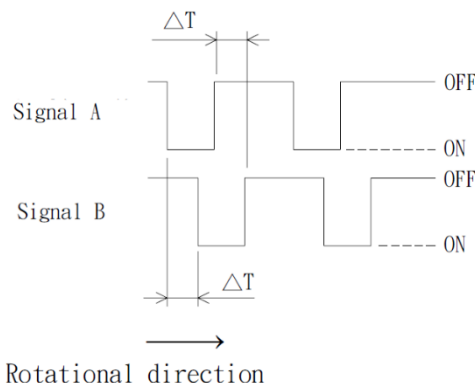 △T
OFF
Signal A
ON
OFF
Signal B
ON
△T
Rotational direction